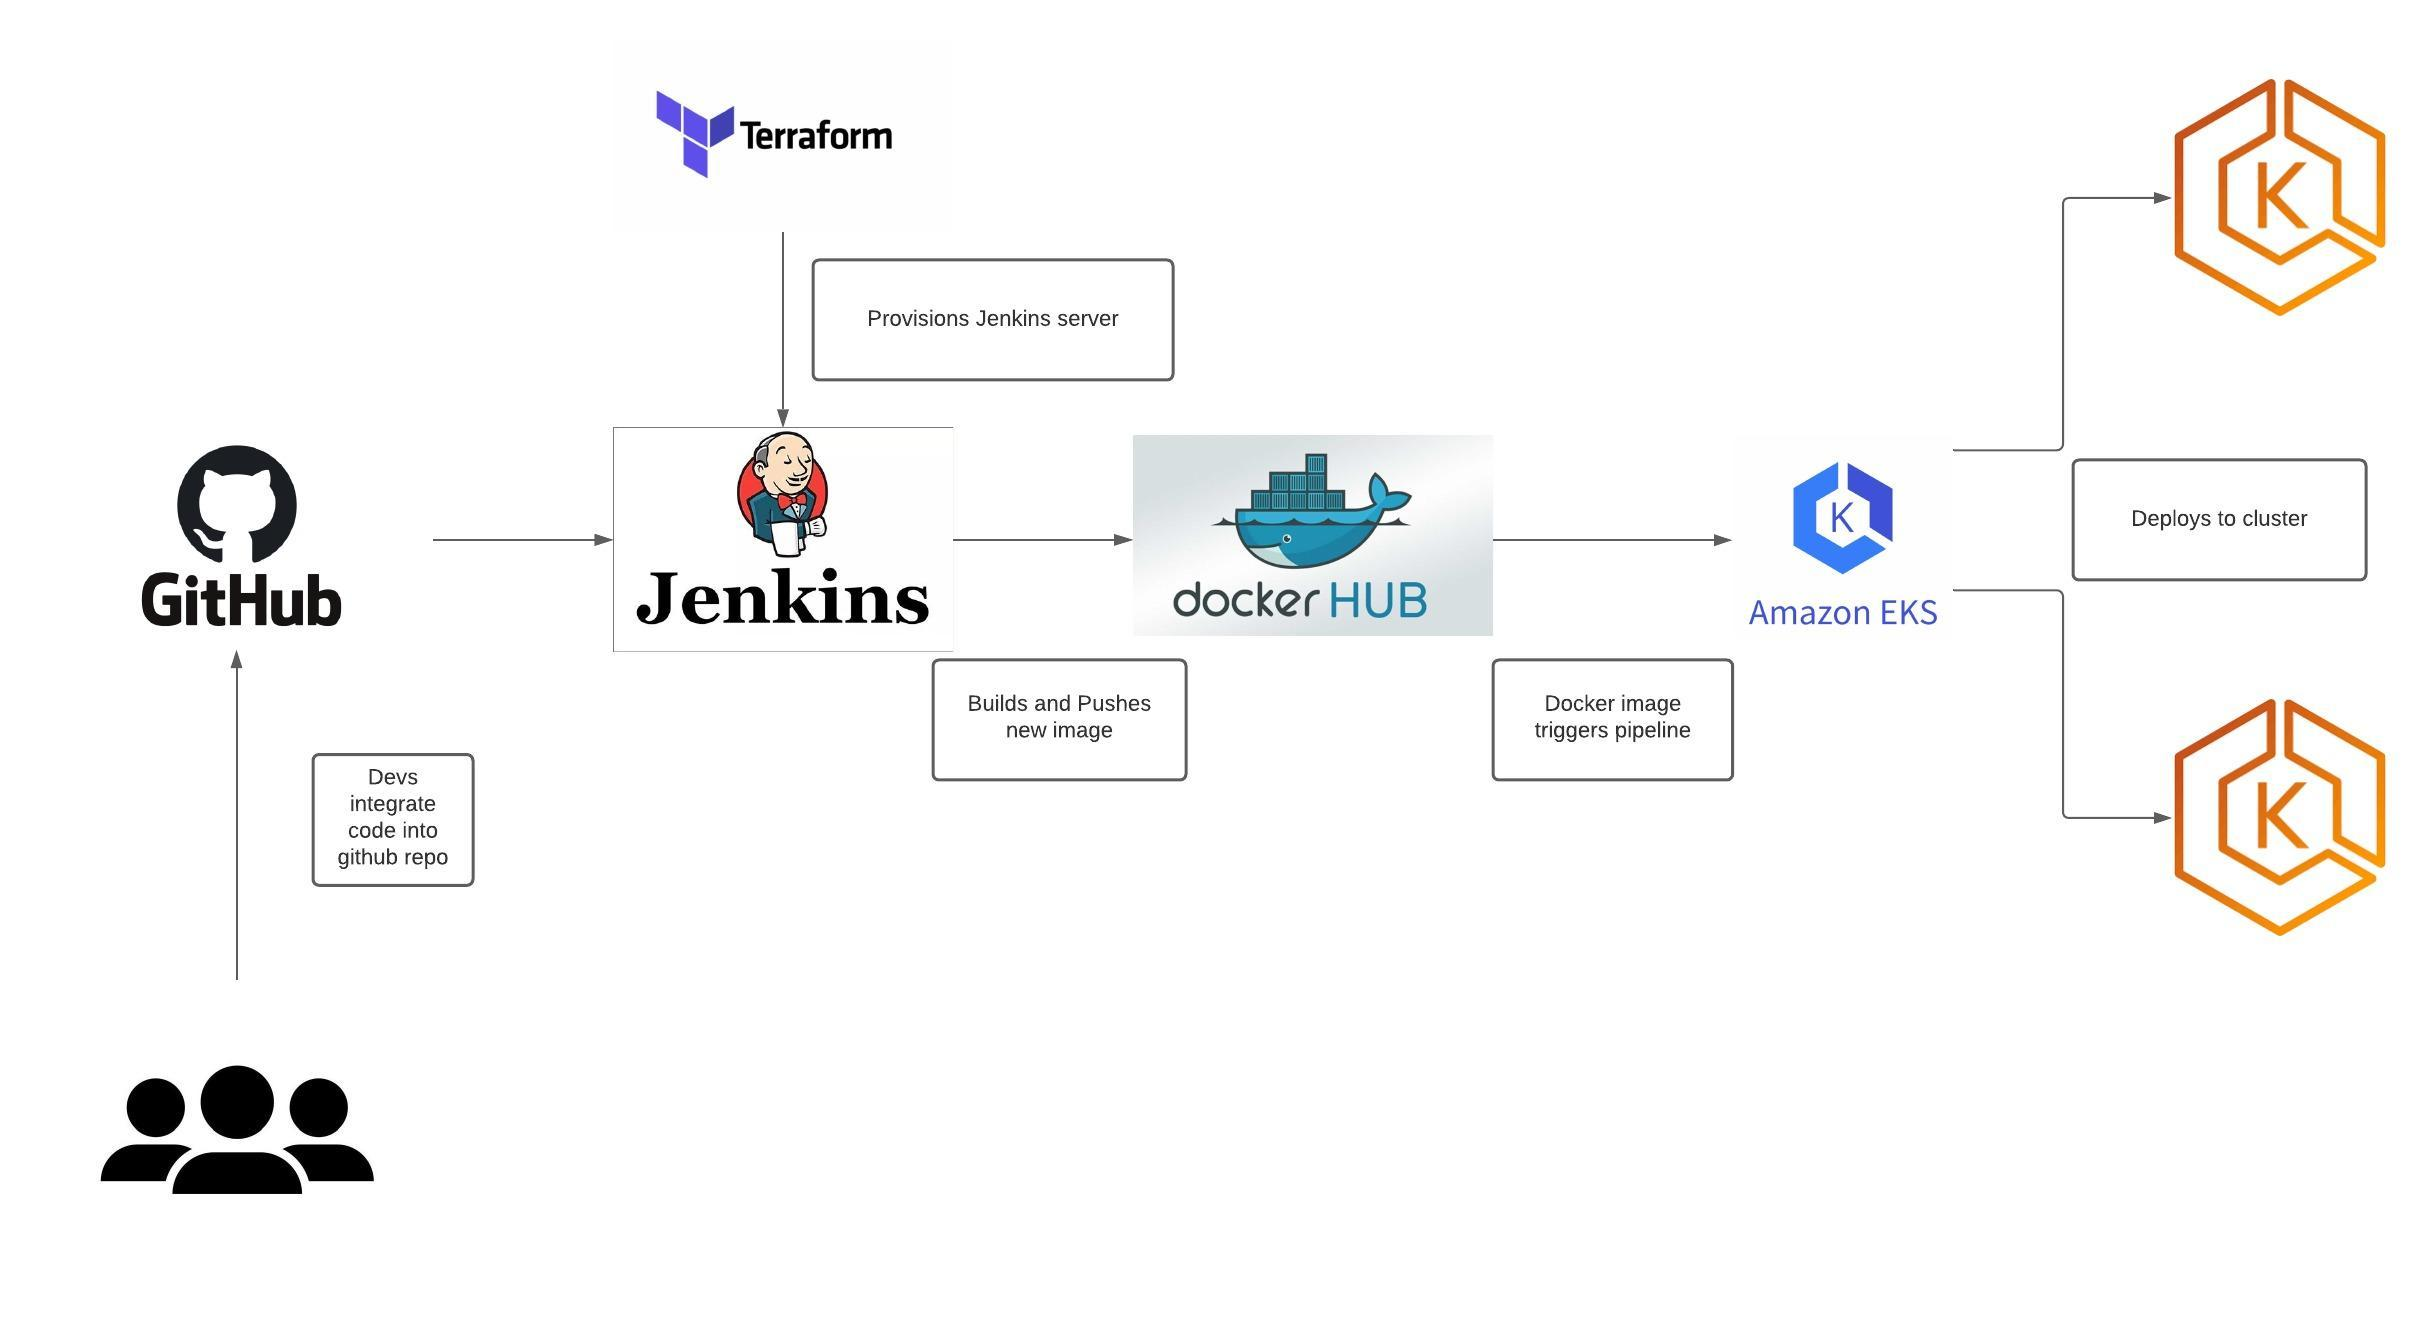 Terraform
K
Provisions Jenkins server
GitHub
Jenkins
docker HUB
K
Amazon EKS
Deploys to cluster
Builds and Pushes
new image
Docker image
triggers pipeline
Devs
integrate
code into
github repo
K